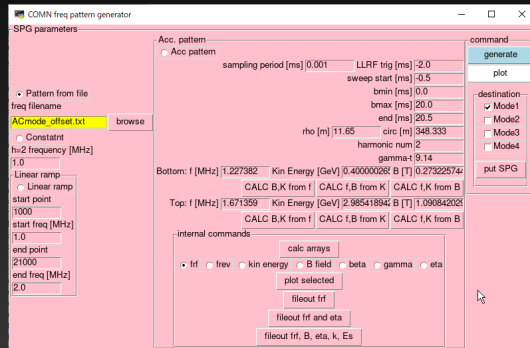 COMN freq pattern generator
SPG parameters
Pattern from file
freq filename
ACmode_offset.txt browse
Constatnt
h=2 frequency [MHz]
1.0
Linear ramp
Linear ramp
start point
1000
start freq [MHz]
1.0
end point
21000
end freq [MHz]
2.0
Acc. pattern
Acc pattern
sampling period [ms] 0.001 LLRF trig [ms] -2.0
sweep start [ms] -0.5
bmin [ms] 0.0
bmax [ms] 20.0
end [ms] 20.5
rho [m] 11.65 circ [m] 348.333
harmonic num 2
gamma-t 9.14
Bottom: f [MHz] 1.227382 Kin Energy [GeV] 0.40000026 B [T] 0.27322574
CALC B,K from f CALC f,B from K CALC f,K from B
Top: f [MHz] 1.671359 Kin Energy [GeV] 2.98541894 B [T] 1.09084202
CALC B,K from f CALC f,B from K CALC f,K from B
internal commands
calc arrays
frf frev kin energy B field beta gamma eta
plot selected
fileout frf
fileout frf and eta
fileout frf, B, eta, k, Es
command
generate
plot
destination
Mode1
Mode2
Mode3
Mode4
put SPG